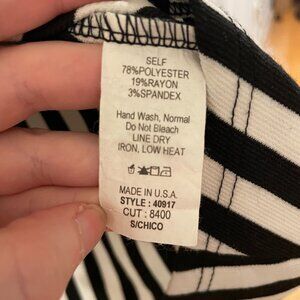 SELF
78%POLYESTER
19%RAYON
3%SPANDEX
Hand Wash, Normal
Do Not Bleach
LINE DRY
IRON, LOW HEAT
MADE IN U.S.A.
STYLE : 40917
CUT : 8400
S/CHICO